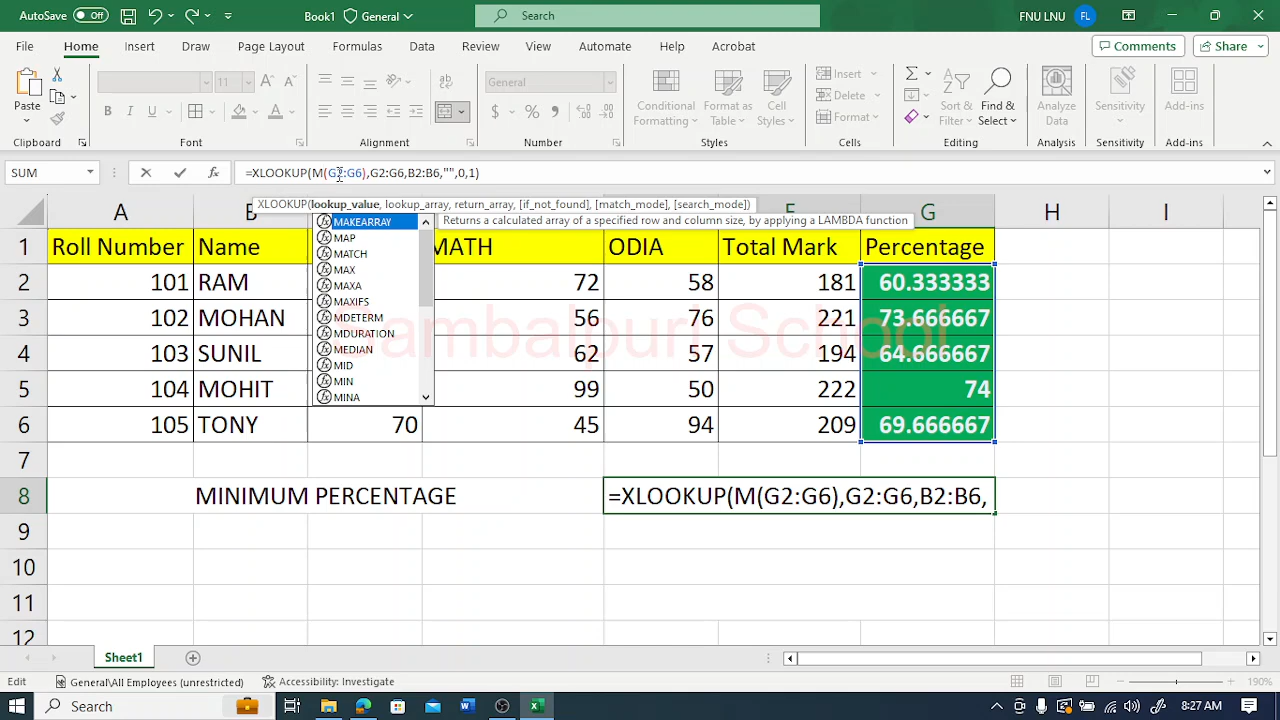 AutoSave Off Book1 General Search FNU LNU FL
File Home Insert Draw Page Layout Formulas Data Review View Automate Help Acrobat Comments Share
Paste 11 General Conditional Formatting Format as Table Cell Styles Insert Delete Format Sort & Filter Find & Select Analyze Data Sensitivity Add-ins
Clipboard Font Alignment Number Styles Cells Editing Analysis Sensitivity Add-ins
SUM =XLOOKUP(M(G2:G6),G2:G6,B2:B6,"",0,1)
XLOOKUP(lookup_value, lookup_array, return_array, [if_not_found], [match_mode], [search_mode])
A G H I
MAKEARRAY Returns a calculated array of a specified row and column size, by applying a LAMBDA function
MAP
MATCH
MAX
MAXA
MAXIFS
MDETERM
MDURATION
MEDIAN
MID
MIN
MINA
1 Roll Number Name MATH ODIA Total Mark Percentage
2 101 RAM 72 58 181 60.333333
3 102 MOHAN 56 76 221 73.666667
4 103 SUNIL 62 57 194 64.666667
5 104 MOHIT 99 50 222 74
6 105 TONY 70 45 94 209 69.666667
7
8 MINIMUM PERCENTAGE =XLOOKUP(M(G2:G6),G2:G6,B2:B6,
9
10
11
12
Sheet1
Edit General\All Employees (unrestricted) Accessibility: Investigate 190%
Search 8:27 AM